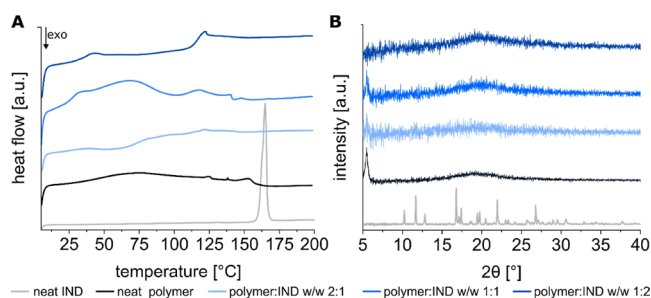 A
B
exo
heat flow [a.u.]
intensity [a.u.]
25 50 75 100 125 150 175 200
5 10 15 20 25 30 35 40
temperature [°C]
2θ [°]
neat IND neat polymer polymer:IND w/w 2:1 polymer:IND w/w 1:1 polymer:IND w/w 1:2